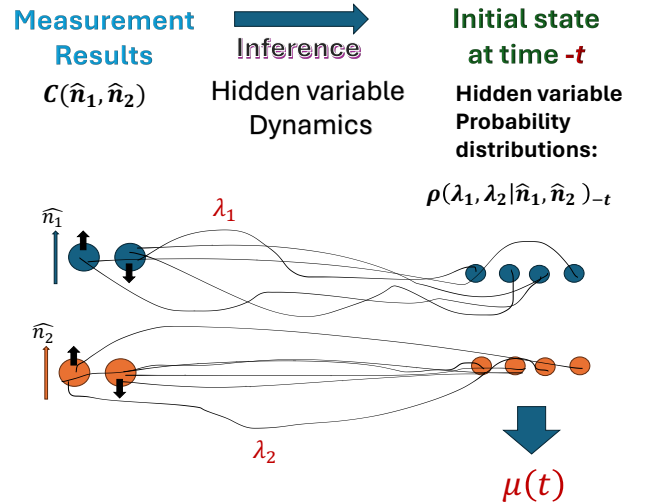 Measurement
Results
C(n̂₁, n̂₂)
Inference
Hidden variable
Dynamics
Initial state
at time -t
Hidden variable
Probability
distributions:
ρ(λ₁, λ₂|n̂₁, n̂₂ )₋ₜ
n̂₁
λ₁
n̂₂
λ₂
μ(t)